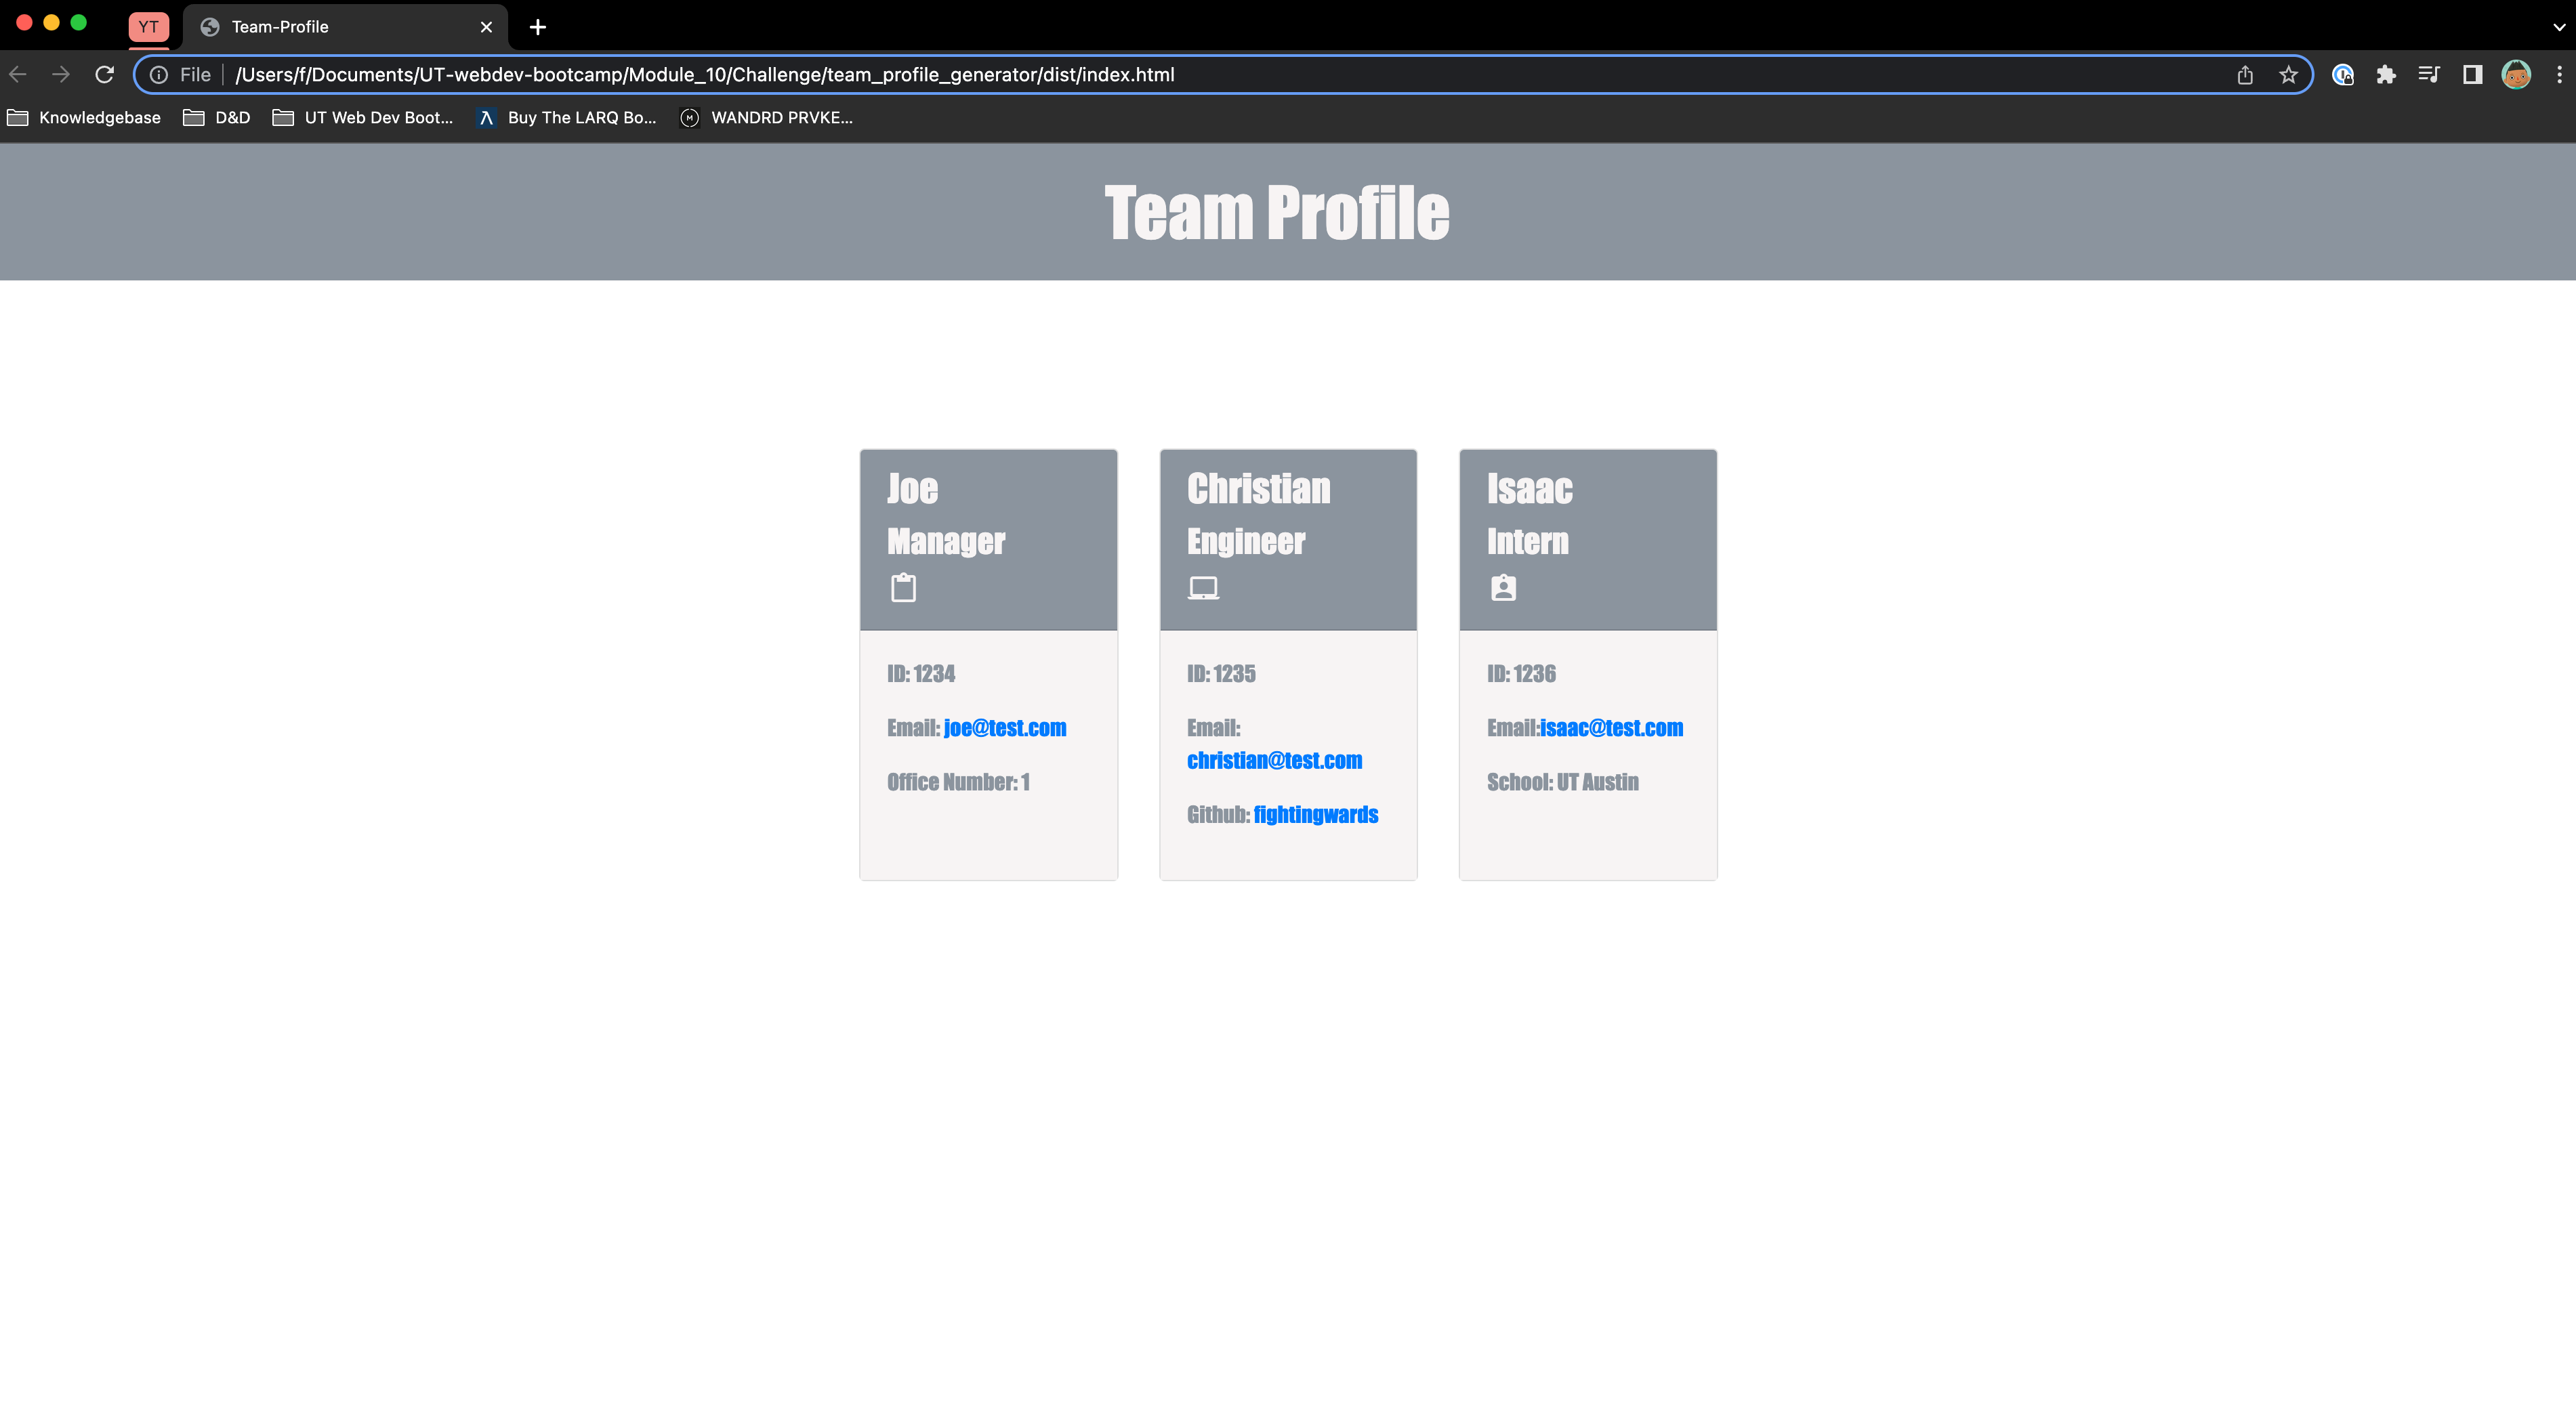 YT
Team-Profile
File
/Users/f/Documents/UT-webdev-bootcamp/Module_10/Challenge/team_profile_generator/dist/index.html
Knowledgebase
D&D
UT Web Dev Boot...
Buy The LARQ Bo...
M
WANDRD PRVKE...
Team Profile
Joe
Manager
ID: 1234
Email: joe@test.com
Office Number: 1
Christian
Engineer
ID: 1235
Email:
christian@test.com
Github: fightingwards
Isaac
Intern
ID: 1236
Email:isaac@test.com
School: UT Austin